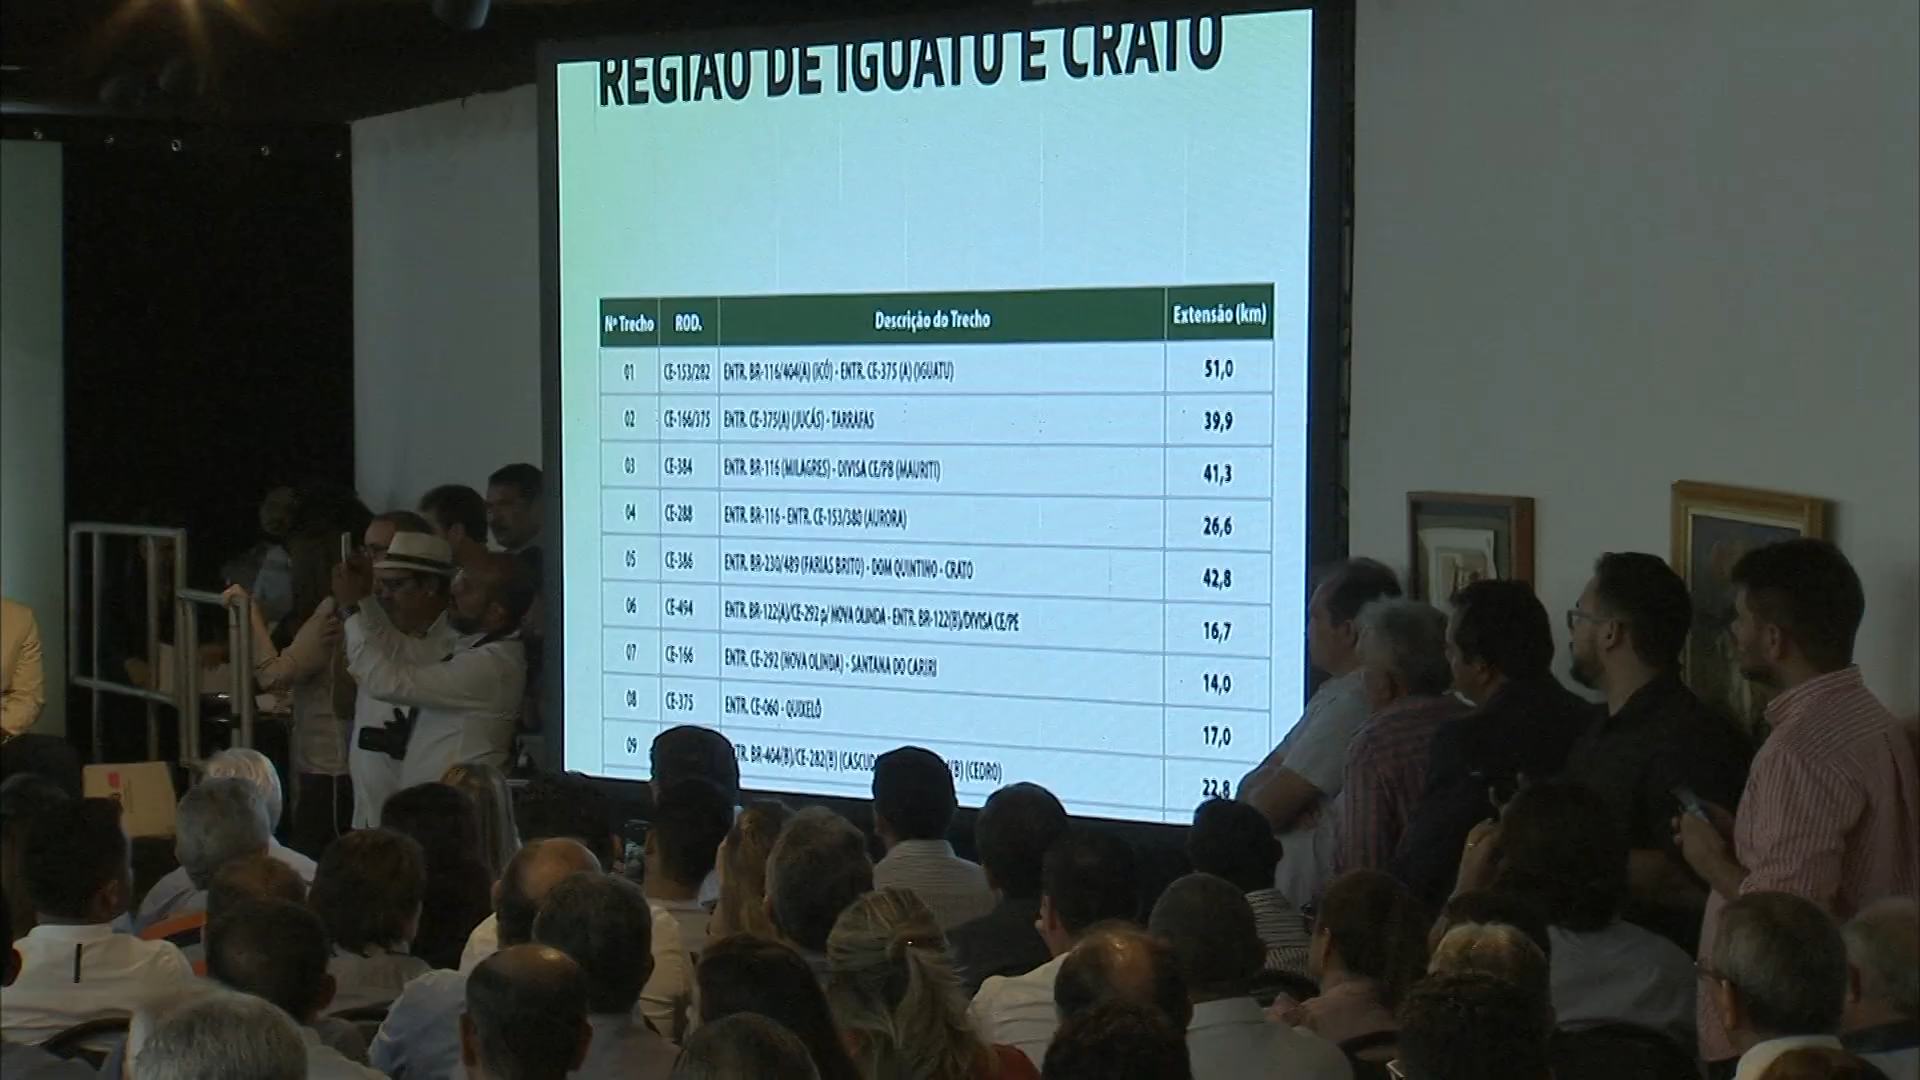 REGIÃO DE IGUATU E CRATO
Nº Trecho ROD. Descrição do Trecho Extensão (km)
01 CE-153/282 ENTR. BR-116/404(A) (ICÓ) - ENTR. CE-375 (A) (IGUATU) 51,0
02 CE-166/375 ENTR. CE-375(A) (JUCÁS) - TARRAFAS 39,9
03 CE-384 ENTR. BR-116 (MILAGRES) - DIVISA CE/PB (MAURITI) 41,3
04 CE-288 ENTR. BR-116 - ENTR. CE-153/380 (AURORA) 26,6
05 CE-386 ENTR. BR-230/489 (FARIAS BRITO) - DOM QUINTINO - CRATO 42,8
06 CE-494 ENTR. BR-122(A)/CE-292 p/ NOVA OLINDA - ENTR. BR-122(B)/DIVISA CE/PE 16,7
07 CE-166 ENTR. CE-292 (NOVA OLINDA) - SANTANA DO CARIRI 14,0
08 CE-375 ENTR. CE-060 - QUIXELÔ 17,0
09 BR-404(B)/CE-282(B) (CEDRO) 22,8